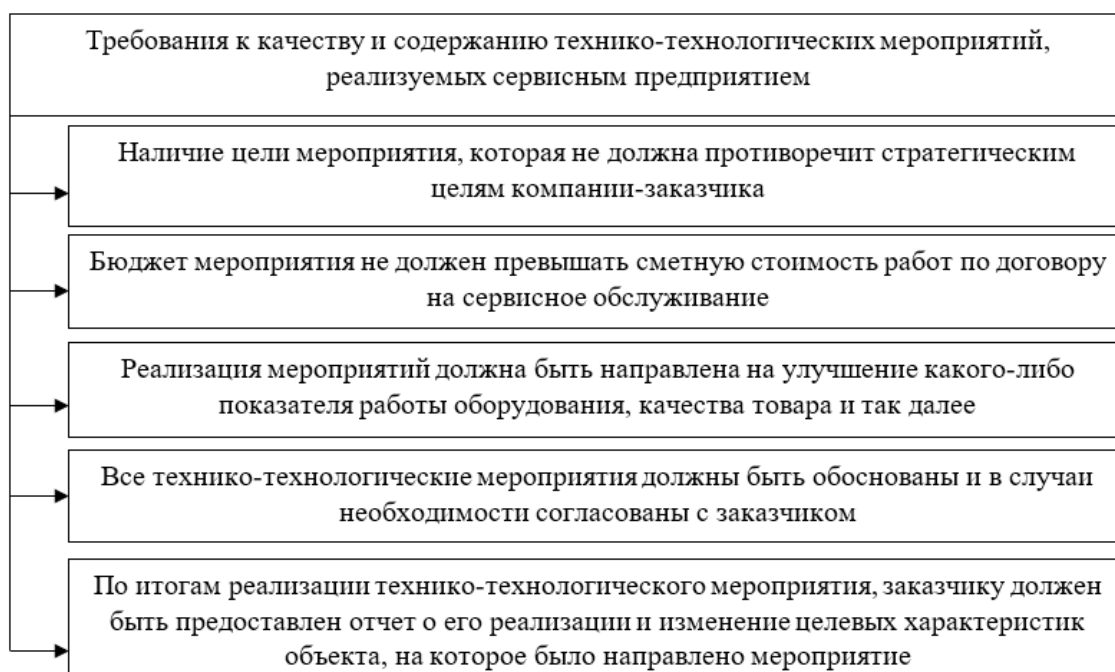 Требования к качеству и содержанию технико-технологических мероприятий,
реализуемых сервисным предприятием
Наличие цели мероприятия, которая не должна противоречит стратегическим
целям компании-заказчика
Бюджет мероприятия не должен превышать сметную стоимость работ по договору
на сервисное обслуживание
Реализация мероприятий должна быть направлена на улучшение какого-либо
показателя работы оборудования, качества товара и так далее
Все технико-технологические мероприятия должны быть обоснованы и в случаи
необходимости согласованы с заказчиком
По итогам реализации технико-технологического мероприятия, заказчику должен
быть предоставлен отчет о его реализации и изменение целевых характеристик
объекта, на которое было направлено мероприятие